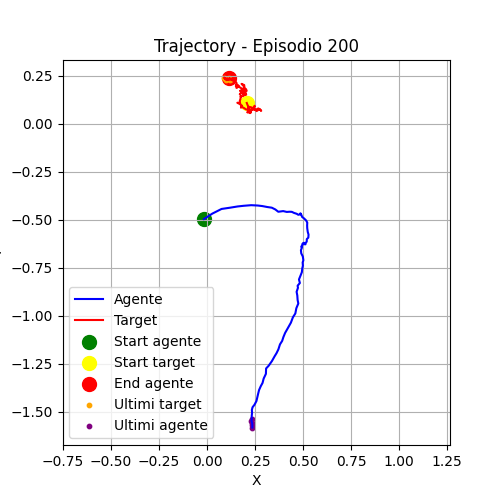 Trajectory - Episodio 200
0.25
0.00
−0.25
−0.50
−0.75
−1.00
−1.25
−1.50
Agente
Target
Start agente
Start target
End agente
Ultimi target
Ultimi agente
−0.75 −0.50 −0.25 0.00 0.25 0.50 0.75 1.00 1.25
X